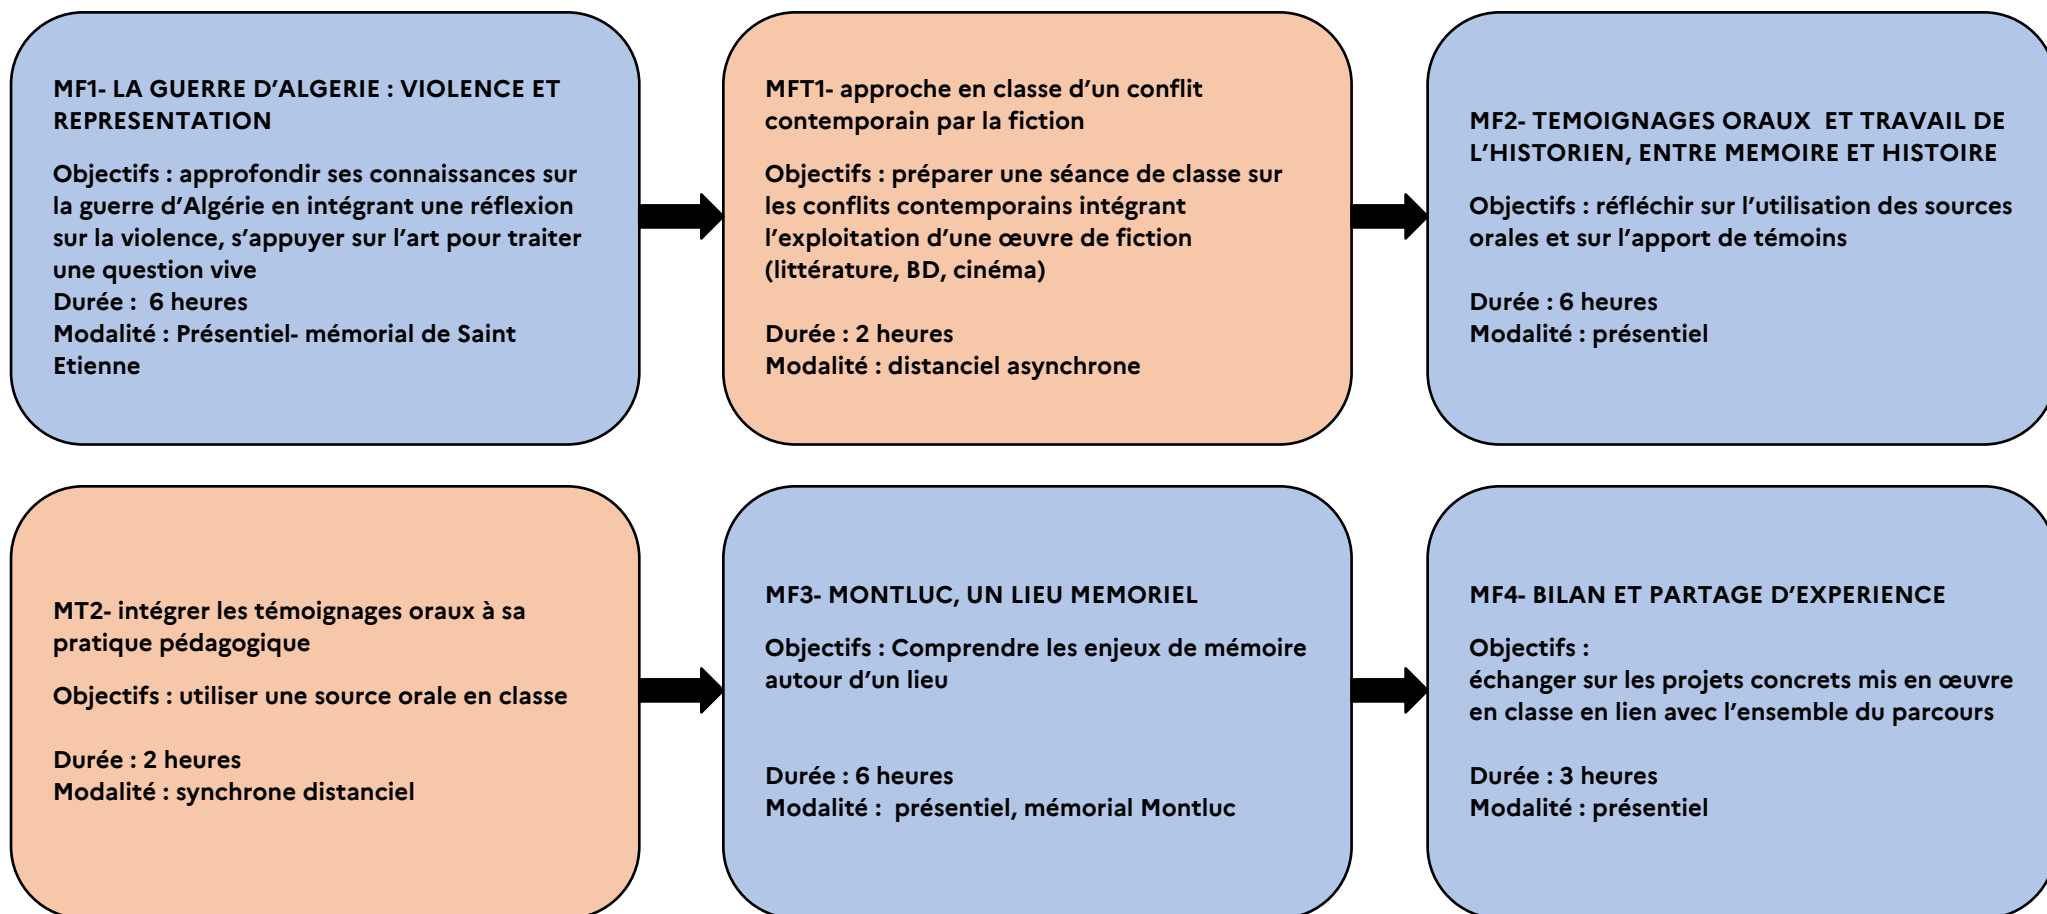 MF1- LA GUERRE D’ALGERIE : VIOLENCE ET
REPRESENTATION
Objectifs : approfondir ses connaissances sur
la guerre d’Algérie en intégrant une réflexion
sur la violence, s’appuyer sur l’art pour traiter
une question vive
Durée : 6 heures
Modalité : Présentiel- mémorial de Saint
Etienne
MFT1- approche en classe d’un conflit
contemporain par la fiction
Objectifs : préparer une séance de classe sur
les conflits contemporains intégrant
l’exploitation d’une œuvre de fiction
(littérature, BD, cinéma)
Durée : 2 heures
Modalité : distanciel asynchrone
MF2- TEMOIGNAGES ORAUX ET TRAVAIL DE
L’HISTORIEN, ENTRE MEMOIRE ET HISTOIRE
Objectifs : réfléchir sur l’utilisation des sources
orales et sur l’apport de témoins
Durée : 6 heures
Modalité : présentiel
MT2- intégrer les témoignages oraux à sa
pratique pédagogique
Objectifs : utiliser une source orale en classe
Durée : 2 heures
Modalité : synchrone distanciel
MF3- MONTLUC, UN LIEU MEMORIEL
Objectifs : Comprendre les enjeux de mémoire
autour d’un lieu
Durée : 6 heures
Modalité : présentiel, mémorial Montluc
MF4- BILAN ET PARTAGE D’EXPERIENCE
Objectifs :
échanger sur les projets concrets mis en œuvre
en classe en lien avec l’ensemble du parcours
Durée : 3 heures
Modalité : présentiel